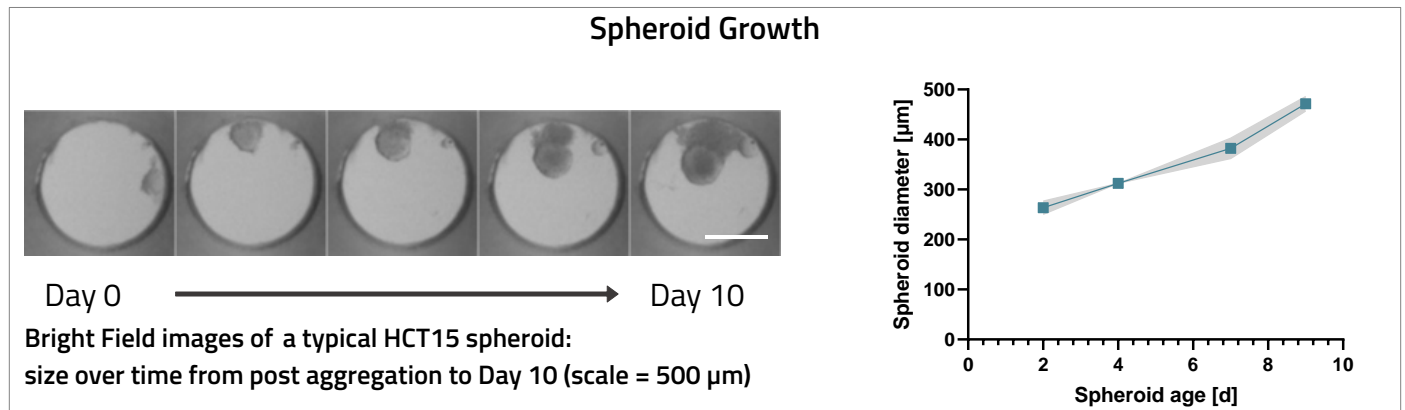 Spheroid Growth
Day 0
Day 10
Bright Field images of a typical HCT15 spheroid:
size over time from post aggregation to Day 10 (scale = 500 µm)
Spheroid diameter [µm]
500
400
300
200
100
0
0 2 4 6 8 10
Spheroid age [d]